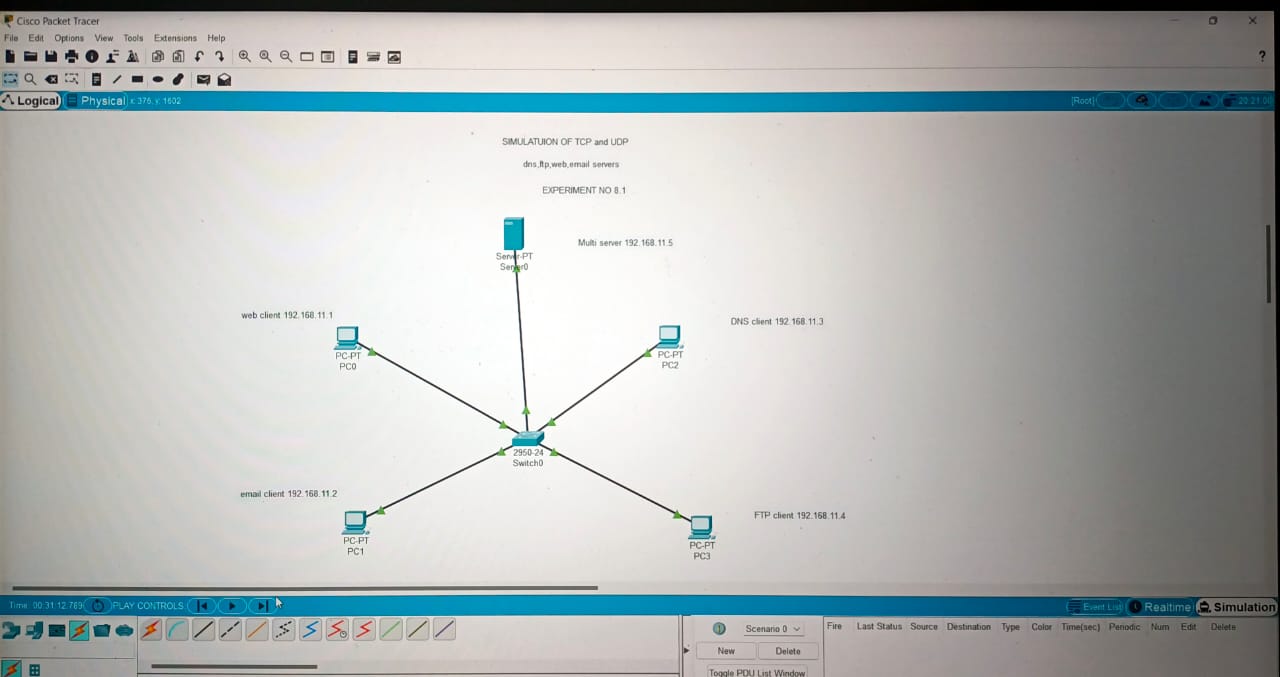 Cisco Packet Tracer
File Edit Options View Tools Extensions Help
?
Logical Physical x: 376, y: 1602 [Root] 20:21:00
SIMULATUION OF TCP and UDP
dns,ftp,web,email servers
EXPERIMENT NO 8.1
Multi server 192.168.11.5
Server-PT
Server0
web client 192.168.11.1
DNS client 192.168.11.3
PC-PT
PC0
PC-PT
PC2
2950-24
Switch0
email client 192.168.11.2
FTP client 192.168.11.4
PC-PT
PC1
PC-PT
PC3
Time: 00:31:12.789 PLAY CONTROLS Event List Realtime Simulation
Scenario 0 Fire Last Status Source Destination Type Color Time(sec) Periodic Num Edit Delete
New Delete
Toggle PDU List Window